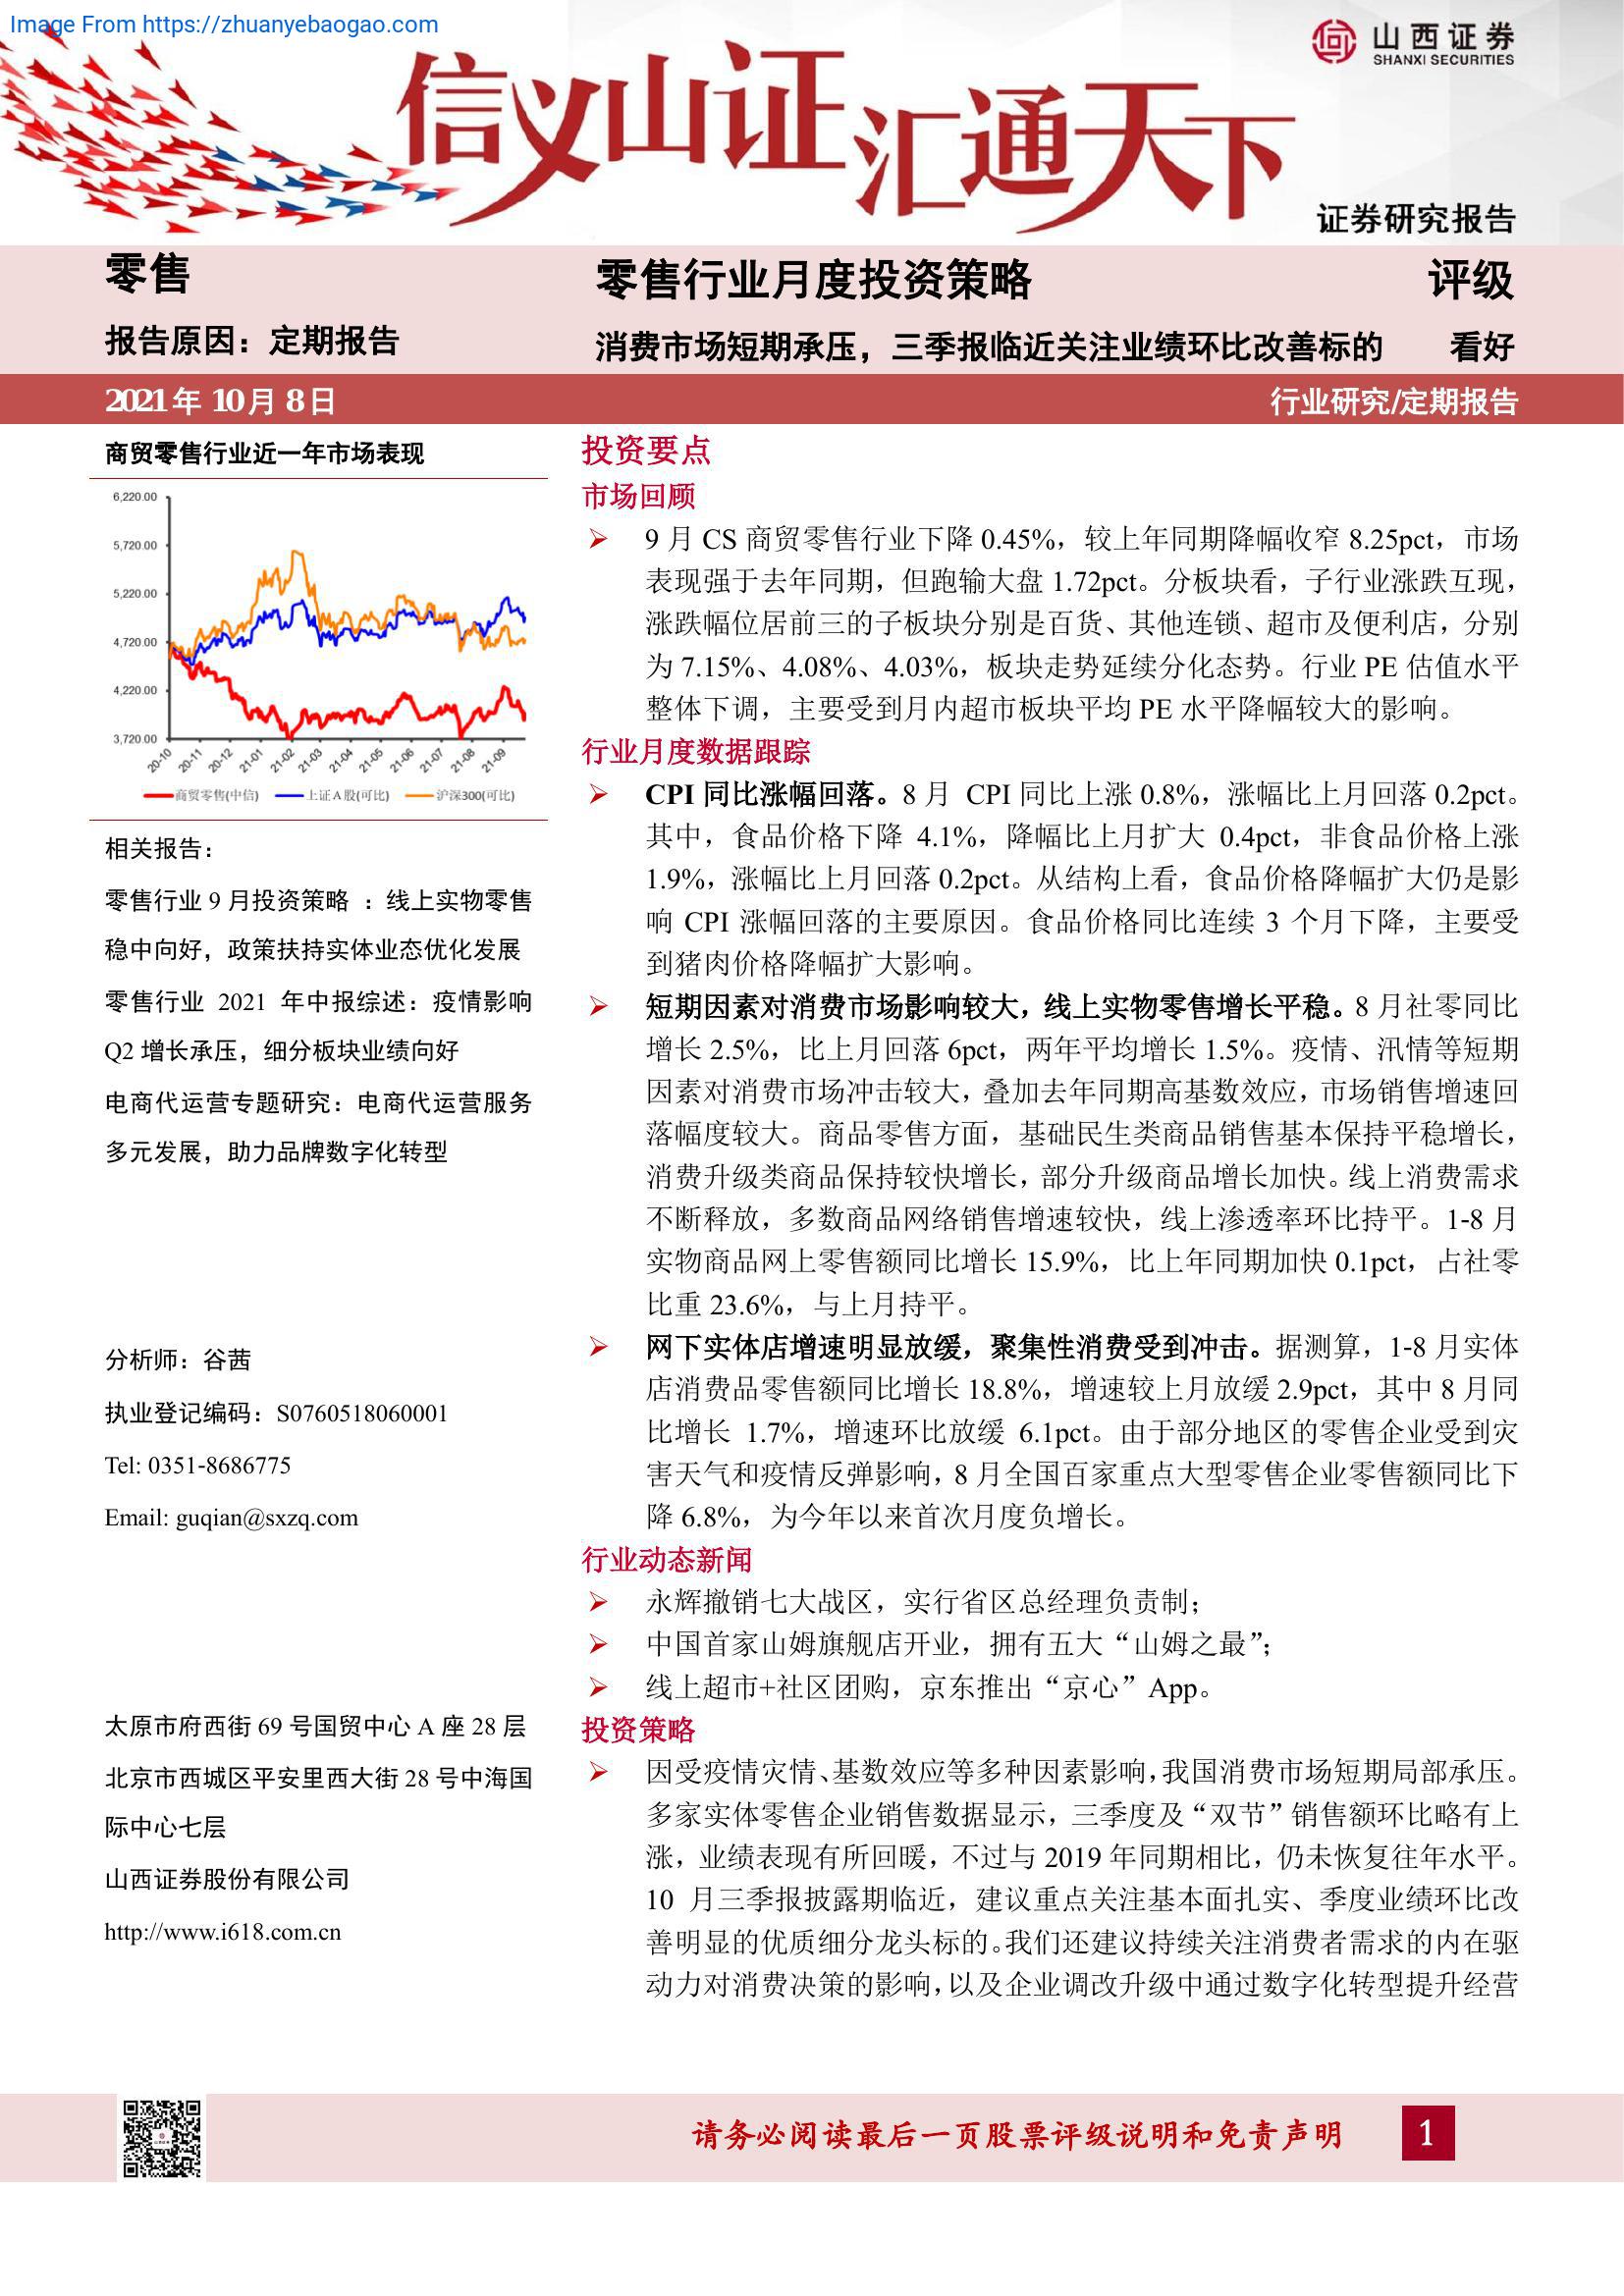 Image From https://zhuanyebaogao.com
山西证券
SHANXI SECURITIES
信义山证汇通天下
证券研究报告
零售
零售行业月度投资策略
评级
报告原因：定期报告
消费市场短期承压，三季报临近关注业绩环比改善标的
看好
2021年 10月 8日
行业研究/定期报告
商贸零售行业近一年市场表现
6,220.00
5,720.00
5,220.00
4,720.00
4,220.00
3,720.00
20-10 20-11 20-12 21-01 21-02 21-03 21-04 21-05 21-06 21-07 21-08 21-09
商贸零售(中信) 上证A股(可比) 沪深300(可比)
相关报告：
零售行业 9 月投资策略 ：线上实物零售
稳中向好，政策扶持实体业态优化发展
零售行业 2021 年中报综述：疫情影响
Q2 增长承压，细分板块业绩向好
电商代运营专题研究：电商代运营服务
多元发展，助力品牌数字化转型
分析师：谷茜
执业登记编码：S0760518060001
Tel: 0351-8686775
Email: guqian@sxzq.com
太原市府西街 69 号国贸中心 A 座 28 层
北京市西城区平安里西大街 28 号中海国
际中心七层
山西证券股份有限公司
http://www.i618.com.cn
投资要点
市场回顾
9 月 CS 商贸零售行业下降 0.45%，较上年同期降幅收窄 8.25pct，市场
表现强于去年同期，但跑输大盘 1.72pct。分板块看，子行业涨跌互现，
涨跌幅位居前三的子板块分别是百货、其他连锁、超市及便利店，分别
为 7.15%、4.08%、4.03%，板块走势延续分化态势。行业 PE 估值水平
整体下调，主要受到月内超市板块平均 PE 水平降幅较大的影响。
行业月度数据跟踪
CPI 同比涨幅回落。8 月 CPI 同比上涨 0.8%，涨幅比上月回落 0.2pct。
其中，食品价格下降 4.1%，降幅比上月扩大 0.4pct，非食品价格上涨
1.9%，涨幅比上月回落 0.2pct。从结构上看，食品价格降幅扩大仍是影
响 CPI 涨幅回落的主要原因。食品价格同比连续 3 个月下降，主要受
到猪肉价格降幅扩大影响。
短期因素对消费市场影响较大，线上实物零售增长平稳。8 月社零同比
增长 2.5%，比上月回落 6pct，两年平均增长 1.5%。疫情、汛情等短期
因素对消费市场冲击较大，叠加去年同期高基数效应，市场销售增速回
落幅度较大。商品零售方面，基础民生类商品销售基本保持平稳增长，
消费升级类商品保持较快增长，部分升级商品增长加快。线上消费需求
不断释放，多数商品网络销售增速较快，线上渗透率环比持平。1-8 月
实物商品网上零售额同比增长 15.9%，比上年同期加快 0.1pct，占社零
比重 23.6%，与上月持平。
网下实体店增速明显放缓，聚集性消费受到冲击。据测算，1-8 月实体
店消费品零售额同比增长 18.8%，增速较上月放缓 2.9pct，其中 8 月同
比增长 1.7%，增速环比放缓 6.1pct。由于部分地区的零售企业受到灾
害天气和疫情反弹影响，8 月全国百家重点大型零售企业零售额同比下
降 6.8%，为今年以来首次月度负增长。
行业动态新闻
永辉撤销七大战区，实行省区总经理负责制；
中国首家山姆旗舰店开业，拥有五大“山姆之最”；
线上超市+社区团购，京东推出“京心”App。
投资策略
因受疫情灾情、基数效应等多种因素影响，我国消费市场短期局部承压。
多家实体零售企业销售数据显示，三季度及“双节”销售额环比略有上
涨，业绩表现有所回暖，不过与 2019 年同期相比，仍未恢复往年水平。
10 月三季报披露期临近，建议重点关注基本面扎实、季度业绩环比改
善明显的优质细分龙头标的。我们还建议持续关注消费者需求的内在驱
动力对消费决策的影响，以及企业调改升级中通过数字化转型提升经营
请务必阅读最后一页股票评级说明和免责声明
1